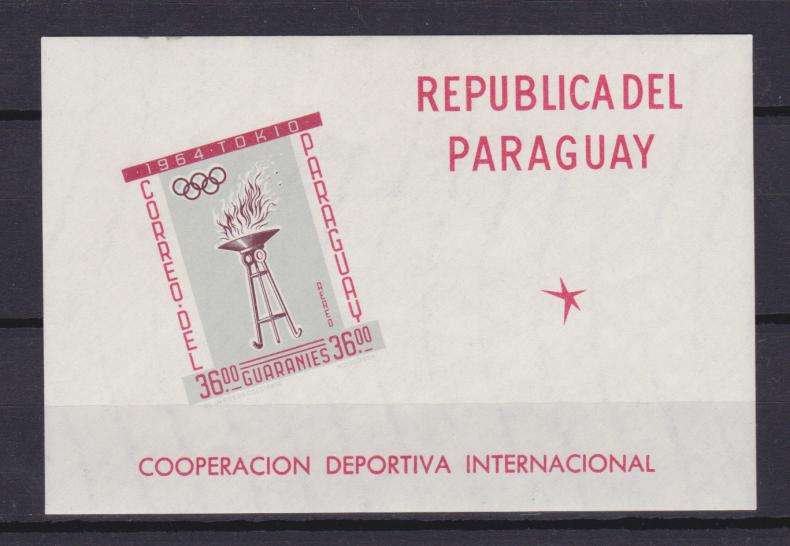 REPUBLICA DEL
PARAGUAY
1964 · TOKIO
CORREO · DEL
PARAGUAY
AEREO
36.00 GUARANIES 36.00
COOPERACION DEPORTIVA INTERNACIONAL